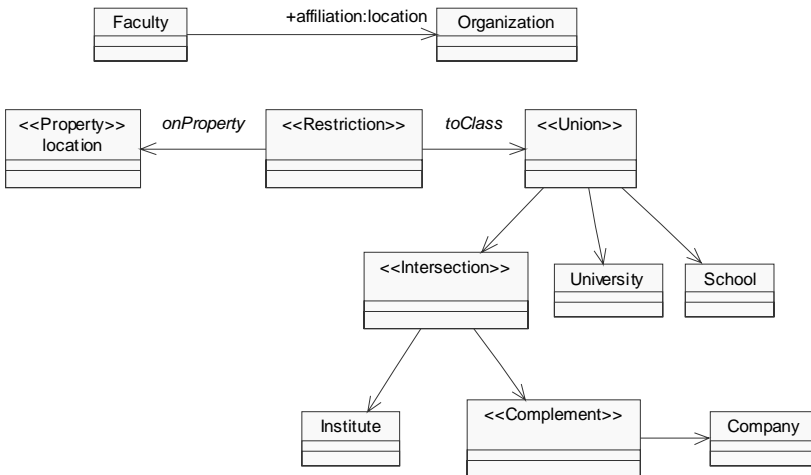 Faculty
+affiliation:location
Organization
<<Property>>
location
onProperty
<<Restriction>>
toClass
<<Union>>
<<Intersection>>
University
School
Institute
<<Complement>>
Company